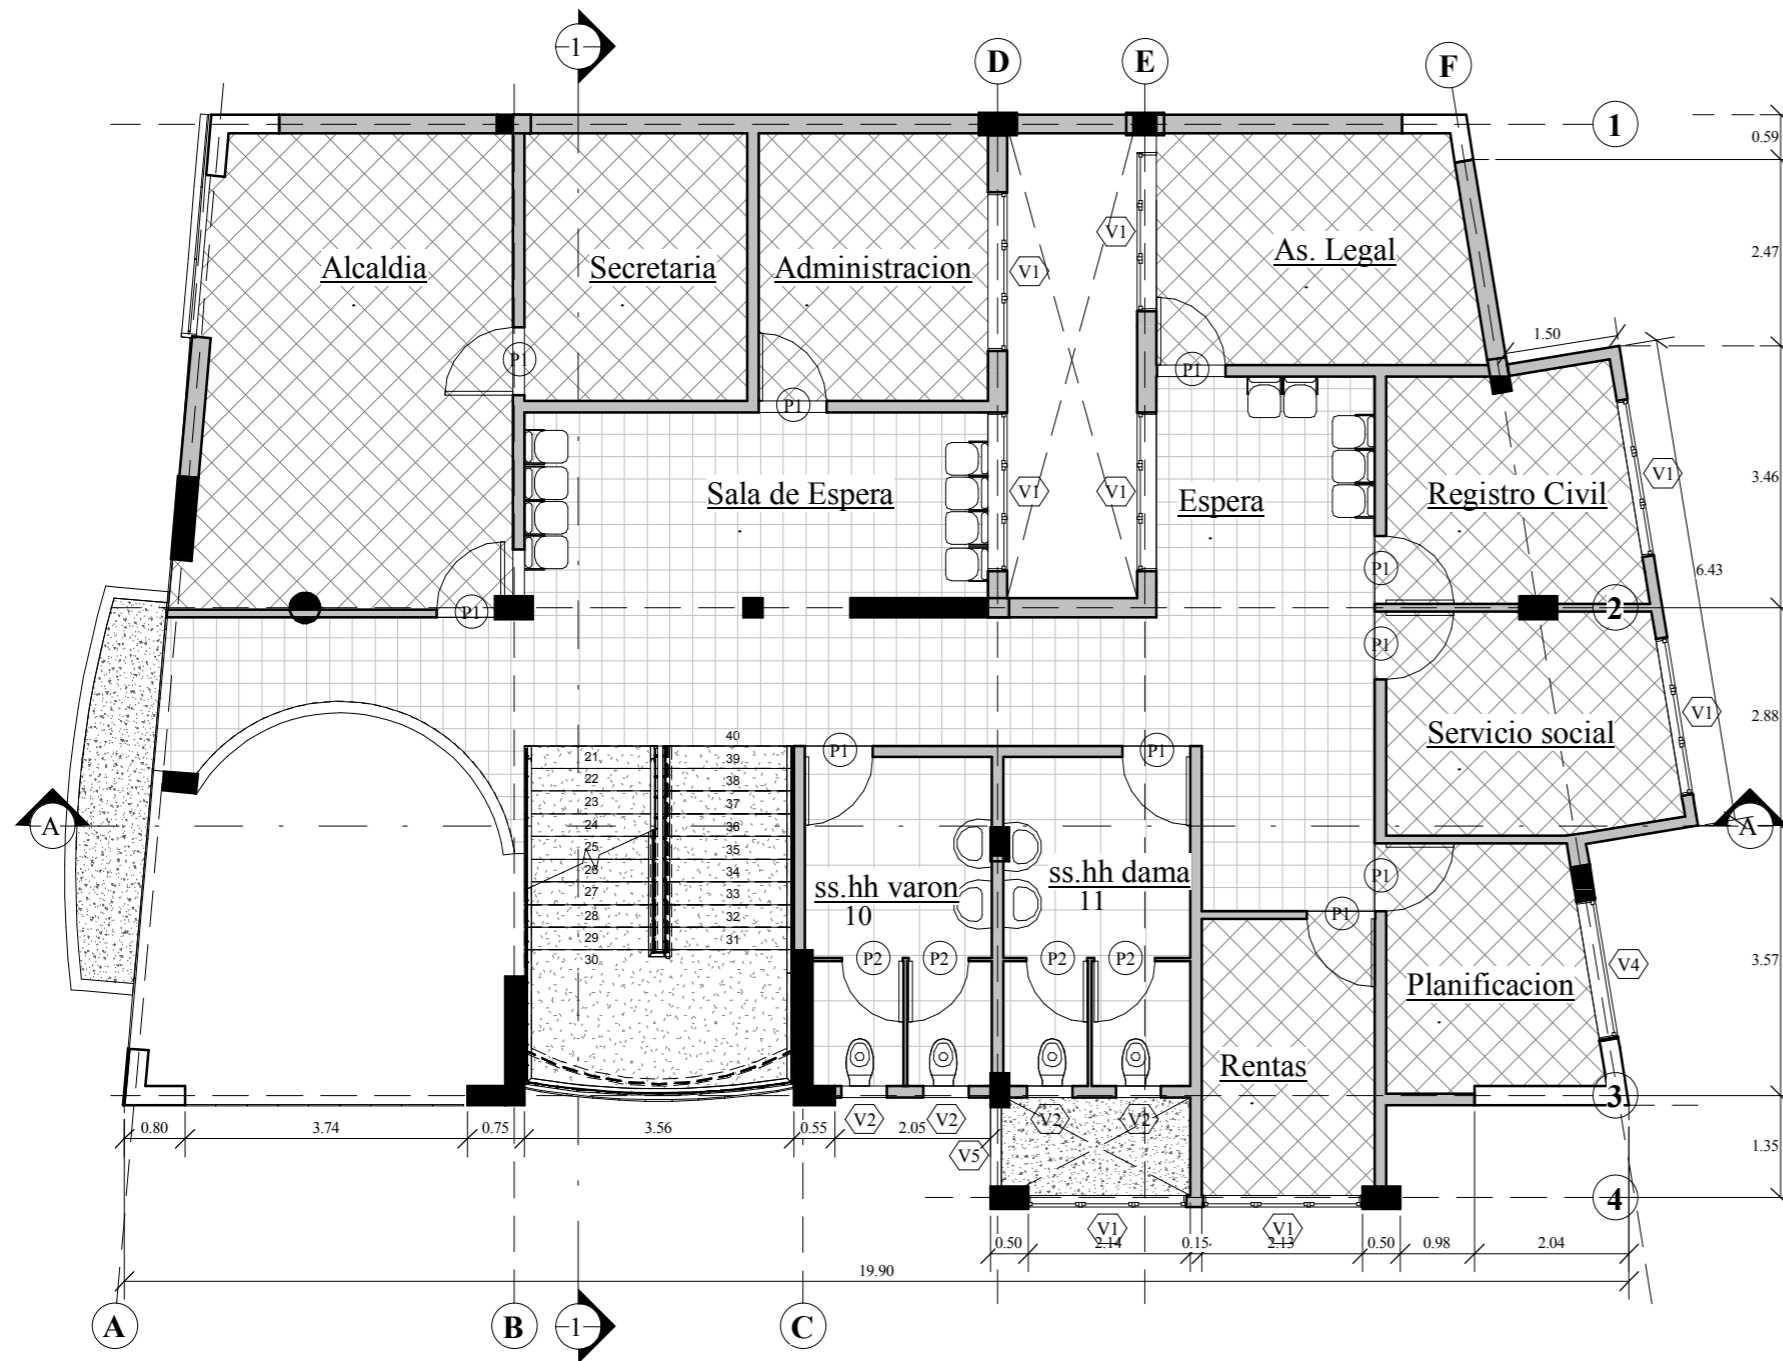 1
D
E
F
1
0.59
2.47
Alcaldia
Secretaria
Administracion
As. Legal
V1
V1
1.50
P1
P1
P1
Sala de Espera
Espera
Registro Civil
V1
V1
V1
3.46
6.43
P1
P1
2
P1
Servicio social
V1
2.88
40
21
39
22
38
23
37
24
36
25
35
26
34
27
33
28
32
29
31
30
P1
P1
A
A
ss.hh varon
10
ss.hh dama
11
P1
P1
P2
P2
P2
P2
Planificacion
V4
3.57
Rentas
3
0.80
3.74
0.75
3.56
0.55
2.05
V2
V2
V2
V2
V5
1.35
4
V1
V1
0.50
2.14
0.15
2.13
0.50
0.98
2.04
19.90
A
B
1
C